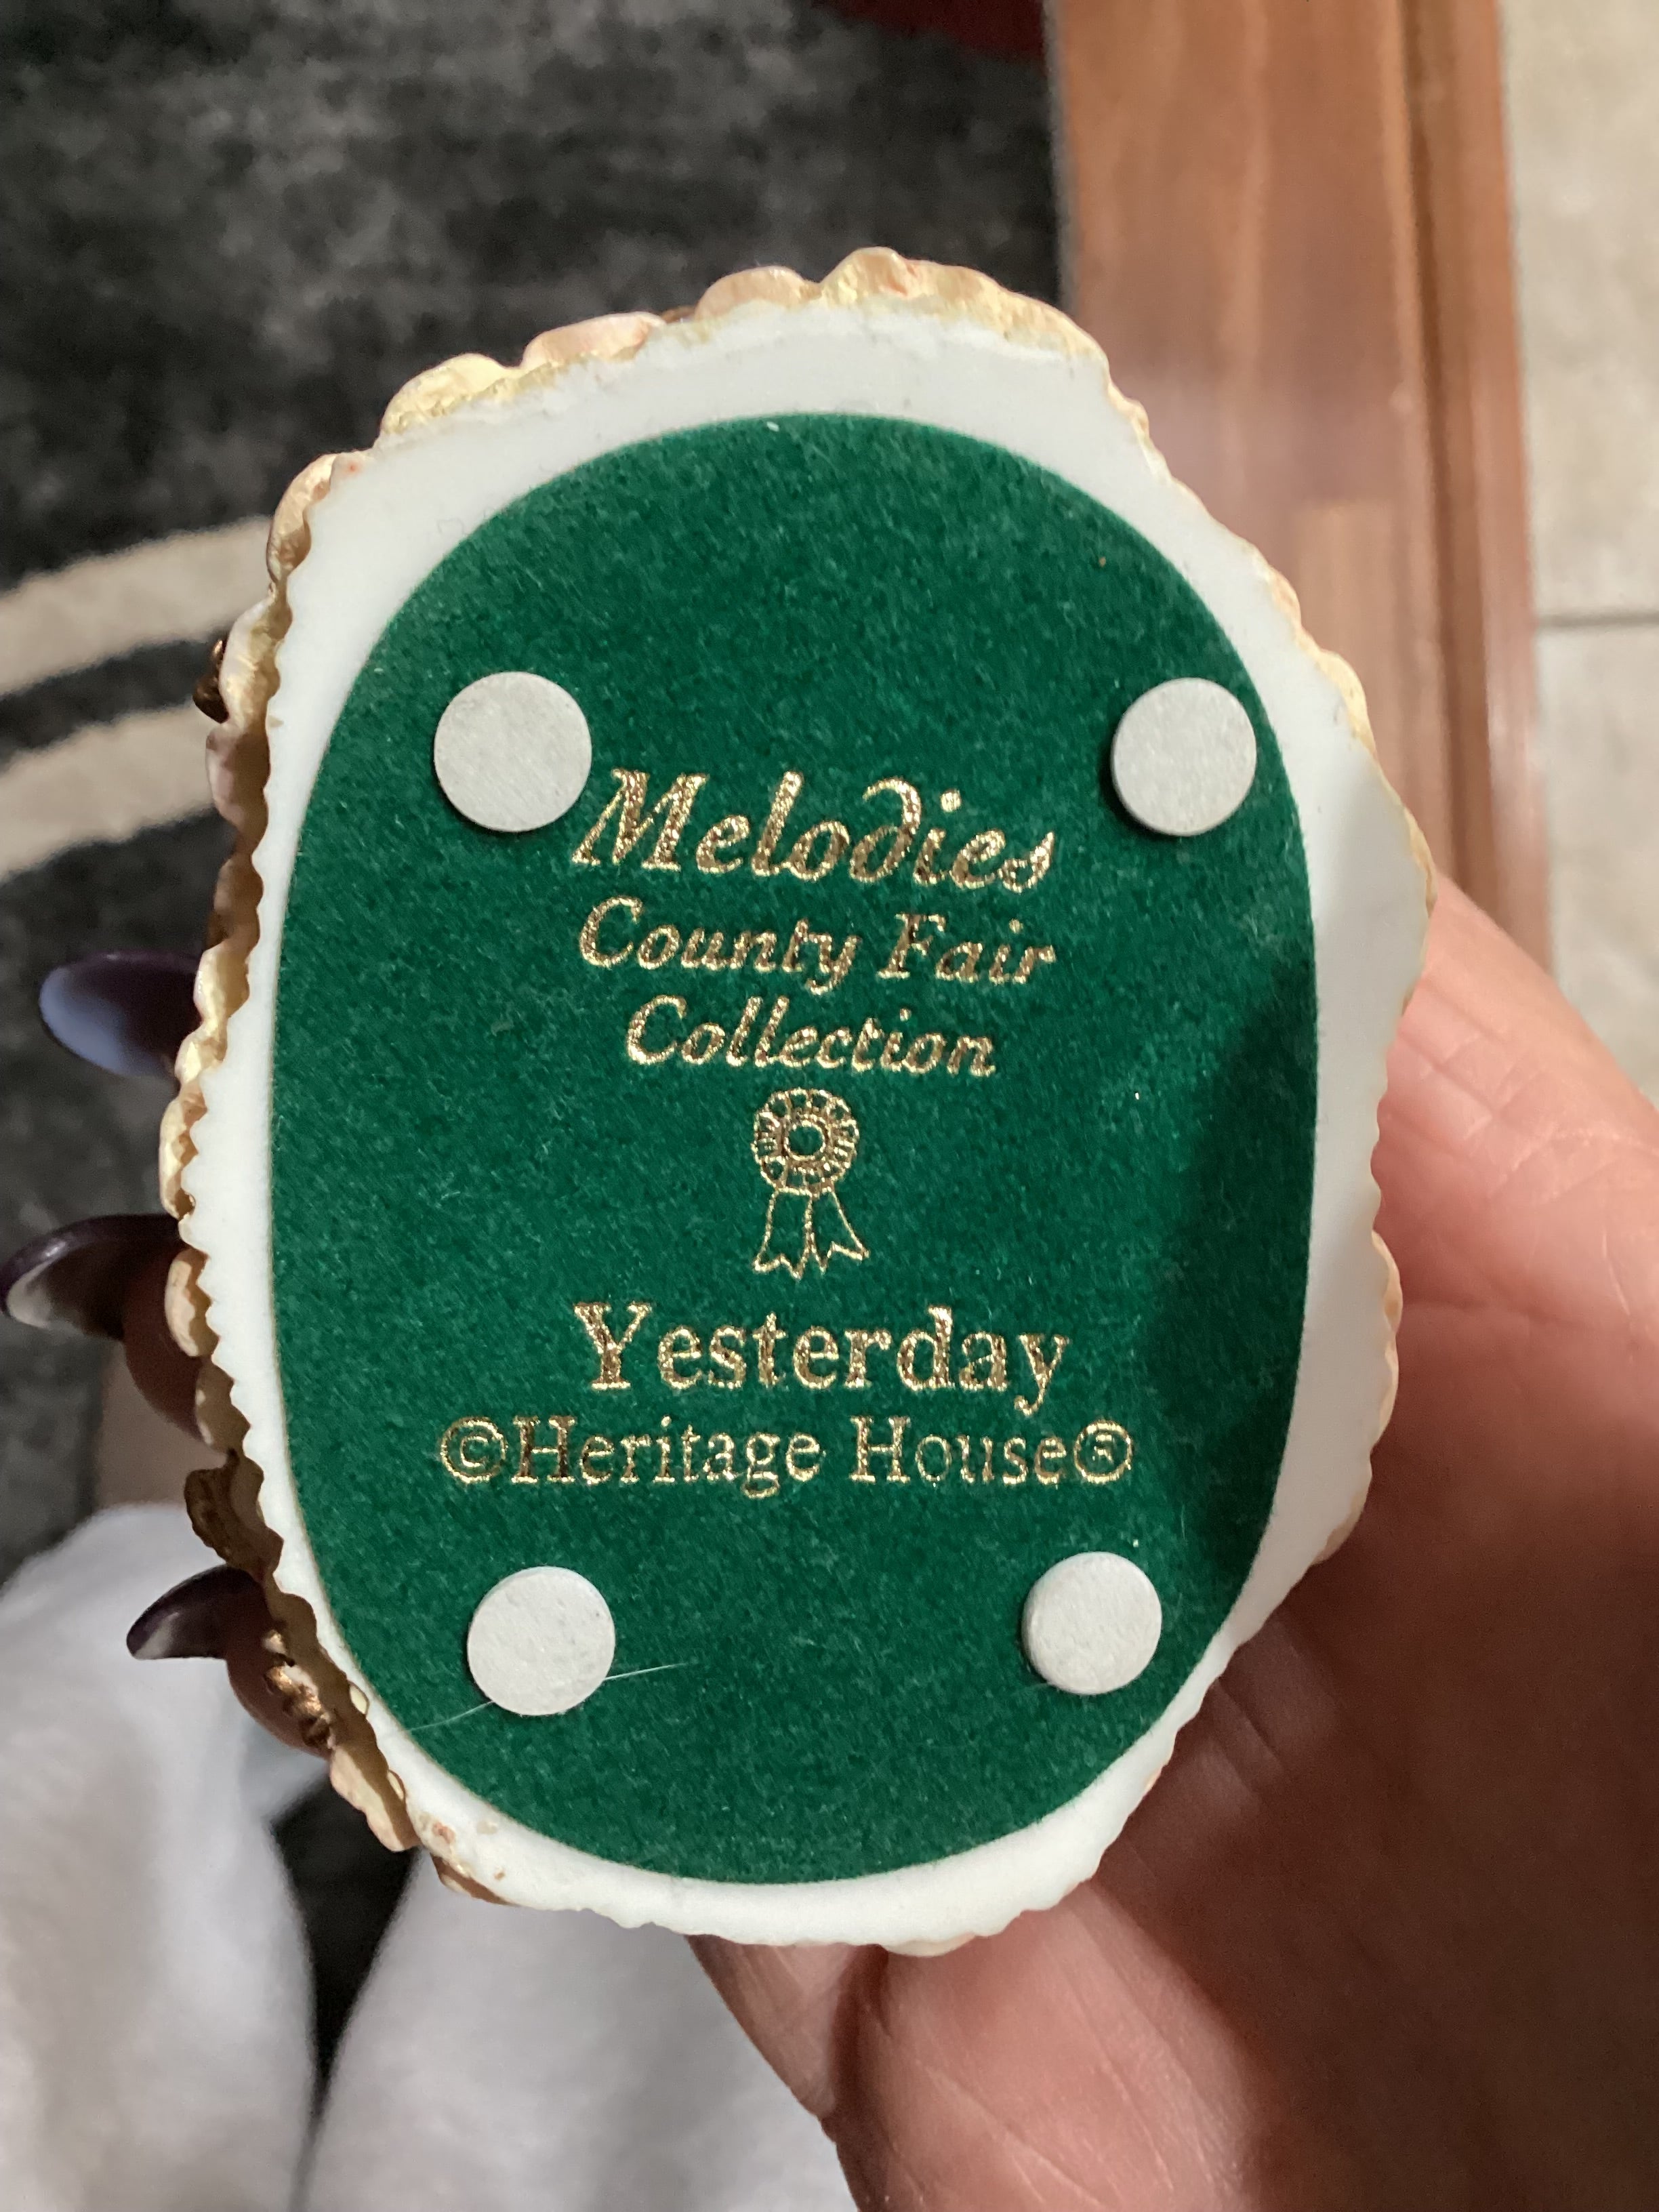 Melodies
County Fair
Collection
Yesterday
©Heritage House®